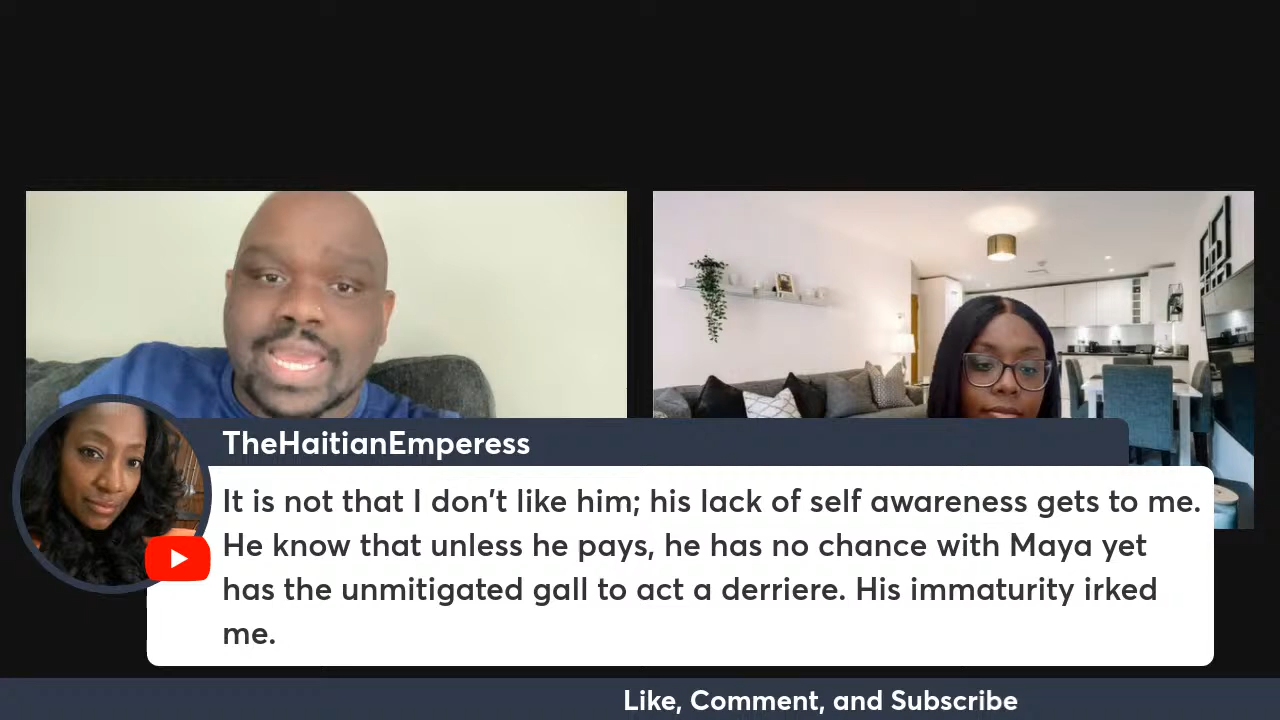 TheHaitianEmperess
It is not that I don't like him; his lack of self awareness gets to me.
He know that unless he pays, he has no chance with Maya yet
has the unmitigated gall to act a derriere. His immaturity irked
me.
Like, Comment, and Subscribe